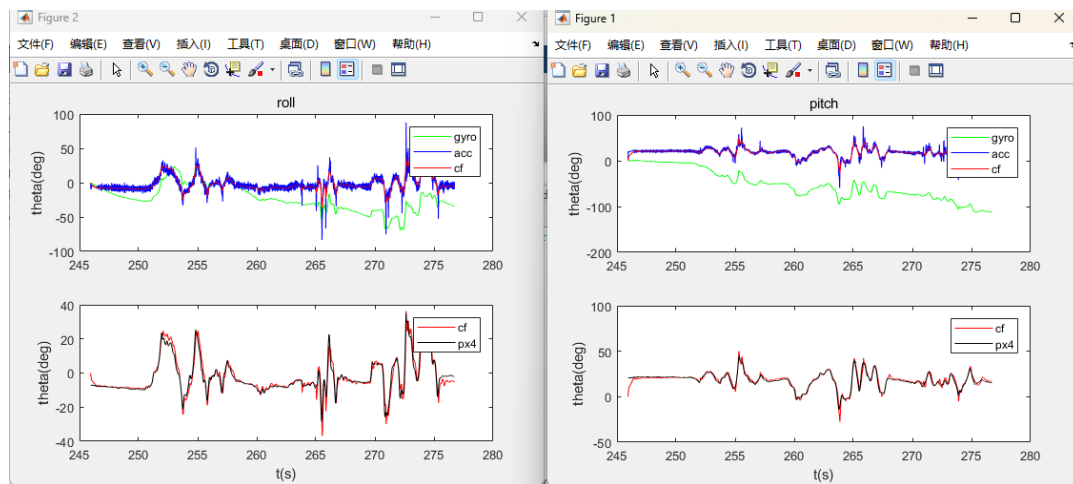 Figure 2
文件(F) 编辑(E) 查看(V) 插入(I) 工具(T) 桌面(D) 窗口(W) 帮助(H)
roll
100
50
0
-50
-100
theta(deg)
gyro
acc
cf
245 250 255 260 265 270 275 280
40
20
0
-20
-40
theta(deg)
cf
px4
245 250 255 260 265 270 275 280
t(s)
Figure 1
文件(F) 编辑(E) 查看(V) 插入(I) 工具(T) 桌面(D) 窗口(W) 帮助(H)
pitch
100
0
-100
-200
theta(deg)
gyro
acc
cf
245 250 255 260 265 270 275 280
100
50
0
-50
theta(deg)
cf
px4
245 250 255 260 265 270 275 280
t(s)